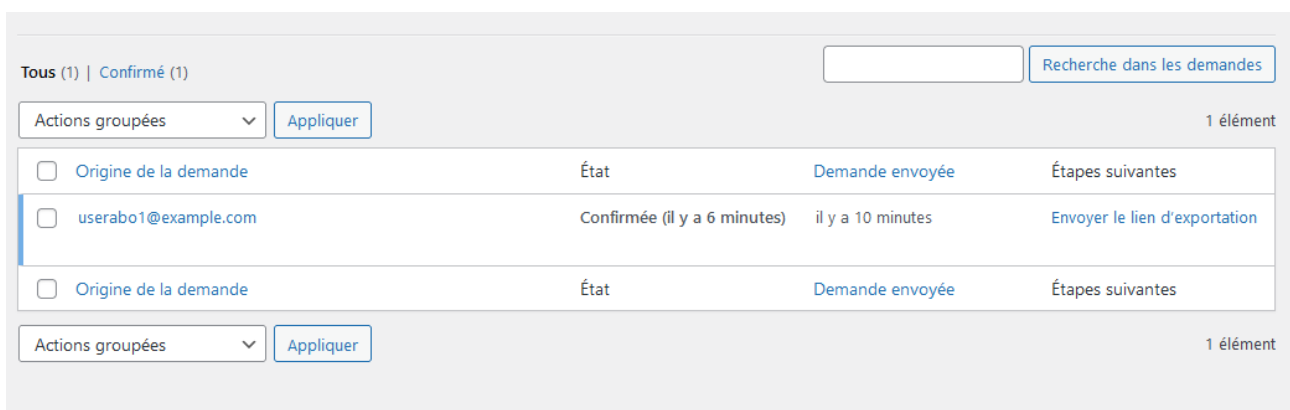 Tous (1) | Confirmé (1)
Recherche dans les demandes
Actions groupées Appliquer 1 élément
Origine de la demande État Demande envoyée Étapes suivantes
userabo1@example.com Confirmée (il y a 6 minutes) il y a 10 minutes Envoyer le lien d’exportation
Origine de la demande État Demande envoyée Étapes suivantes
Actions groupées Appliquer 1 élément